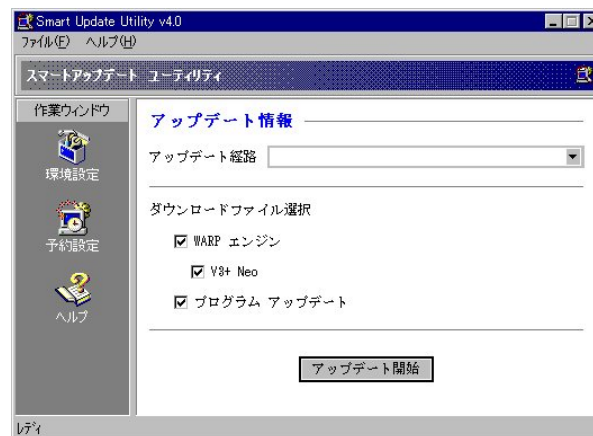 Smart Update Utility v4.0
ファイル(F) ヘルプ(H)
スマートアップデート ユーティリティ
作業ウィンドウ
環境設定
予約設定
ヘルプ
アップデート情報
アップデート経路
ダウンロードファイル選択
WARP エンジン
V3+ Neo
プログラム アップデート
アップデート開始
レディ